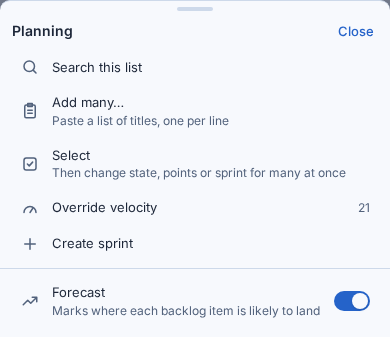 Planning
Close
Search this list
Add many...
Paste a list of titles, one per line
Select
Then change state, points or sprint for many at once
Override velocity
21
Create sprint
Forecast
Marks where each backlog item is likely to land